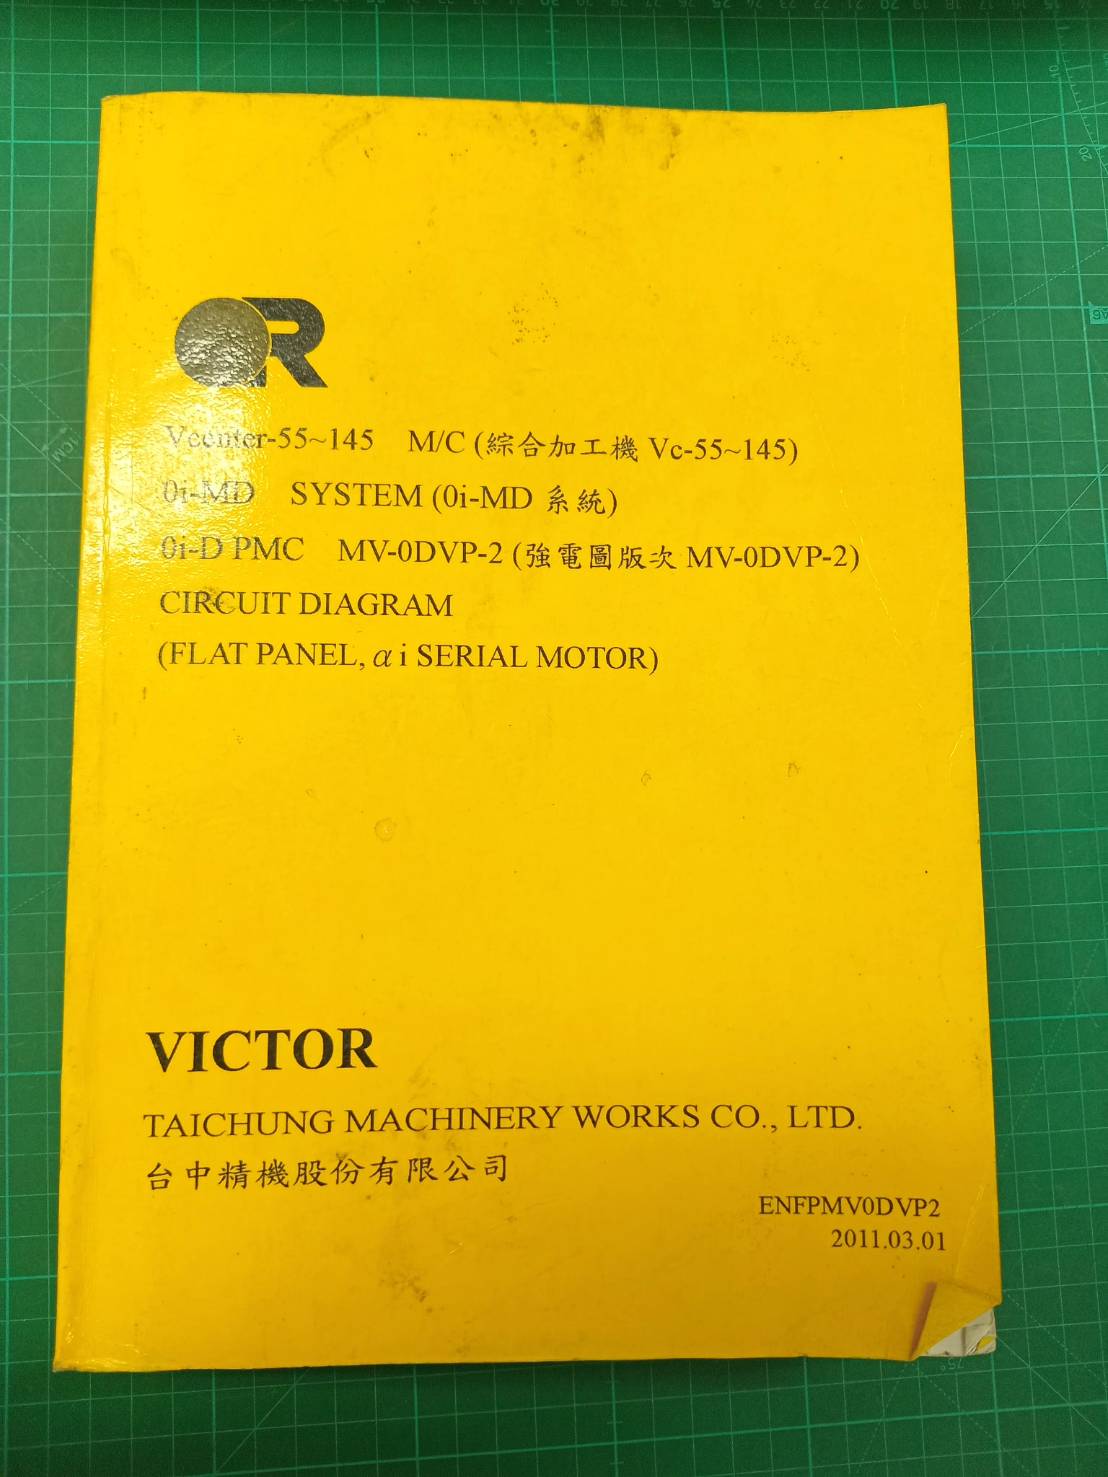 Vcenter-55~145 M/C (綜合加工機 Vc-55~145)
0i-MD SYSTEM (0i-MD 系統)
0i-D PMC MV-0DVP-2 (強電圖版次 MV-0DVP-2)
CIRCUIT DIAGRAM
(FLAT PANEL, αi SERIAL MOTOR)
VICTOR
TAICHUNG MACHINERY WORKS CO., LTD.
台中精機股份有限公司
ENFPMV0DVP2
2011.03.01